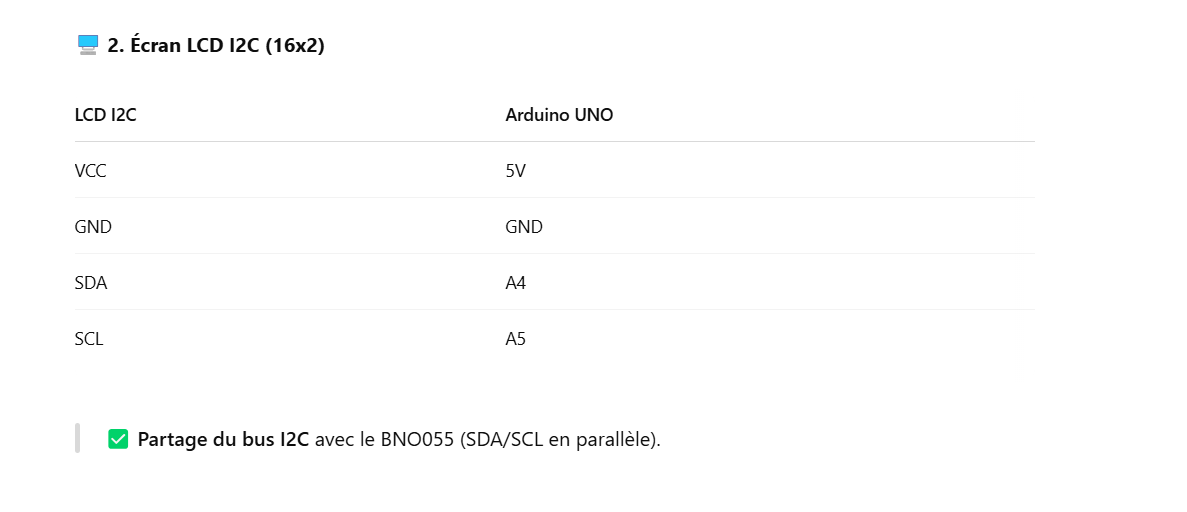 🖥️ 2. Écran LCD I2C (16x2)
LCD I2C Arduino UNO
VCC 5V
GND GND
SDA A4
SCL A5
✅ Partage du bus I2C avec le BNO055 (SDA/SCL en parallèle).